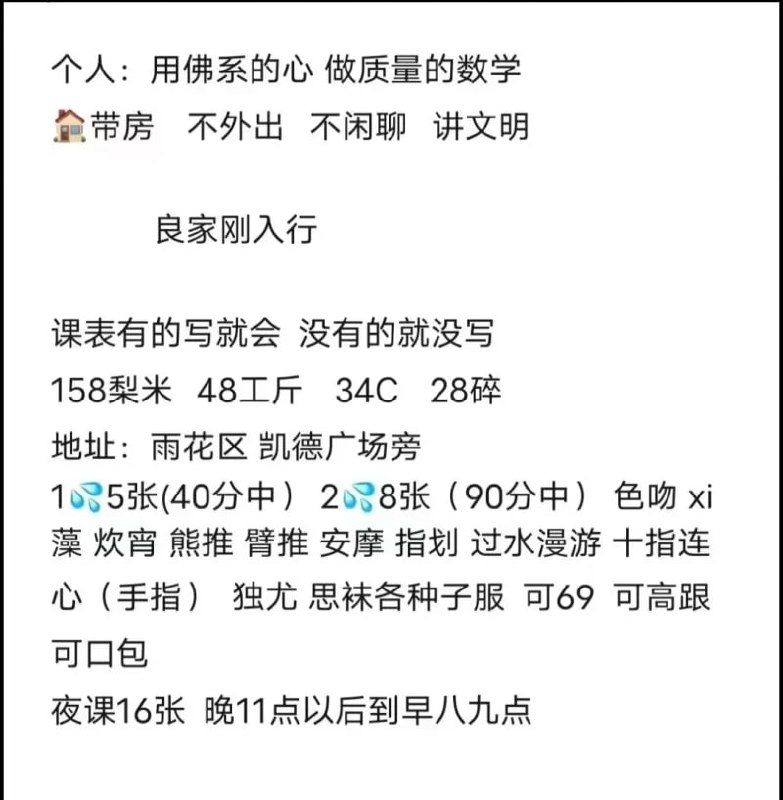 个人：用佛系的心 做质量的数学
🏠带房 不外出 不闲聊 讲文明
良家刚入行
课表有的写就会 没有的就没写
158梨米 48工斤 34C 28碎
地址：雨花区 凯德广场旁
1💦5张(40分中） 2💦8张（90分中） 色吻 xi
藻 炊宵 熊推 臂推 安摩 指划 过水漫游 十指连
心（手指） 独尤 思袜各种子服 可69 可高跟
可口包
夜课16张 晚11点以后到早八九点